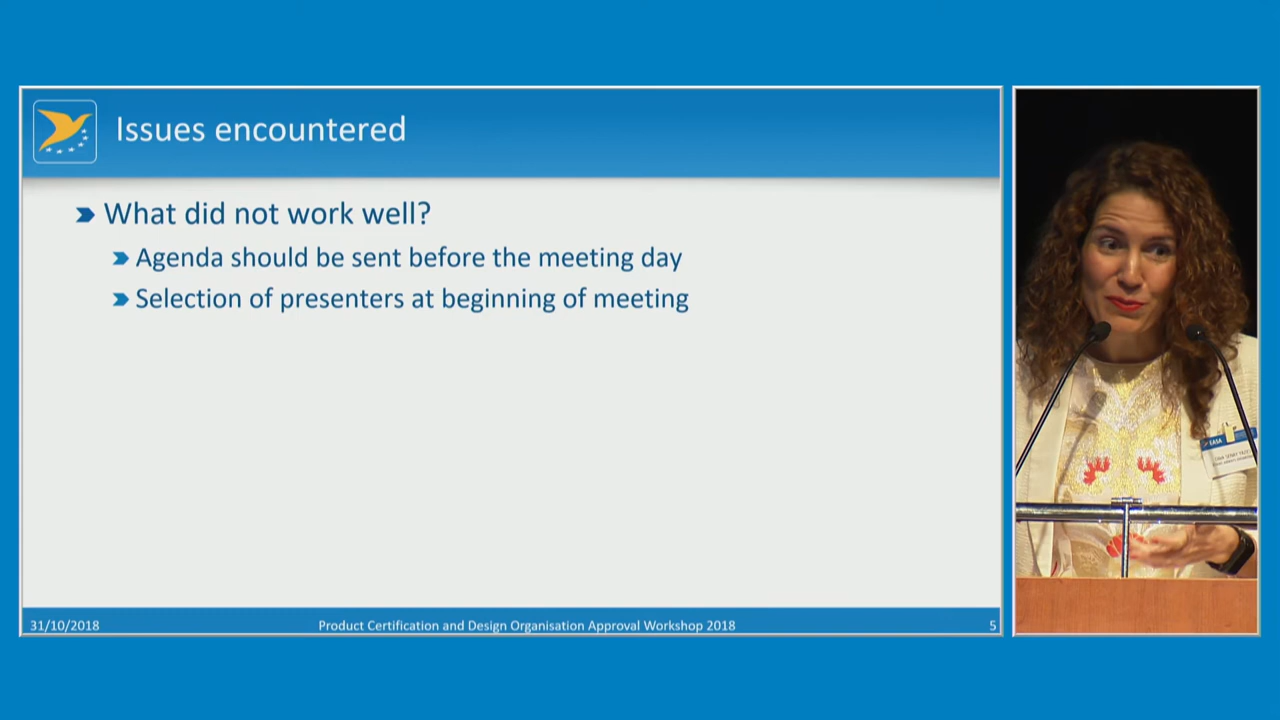 Issues encountered
What did not work well?
Agenda should be sent before the meeting day
Selection of presenters at beginning of meeting
31/10/2018
Product Certification and Design Organisation Approval Workshop 2018
5
EASA